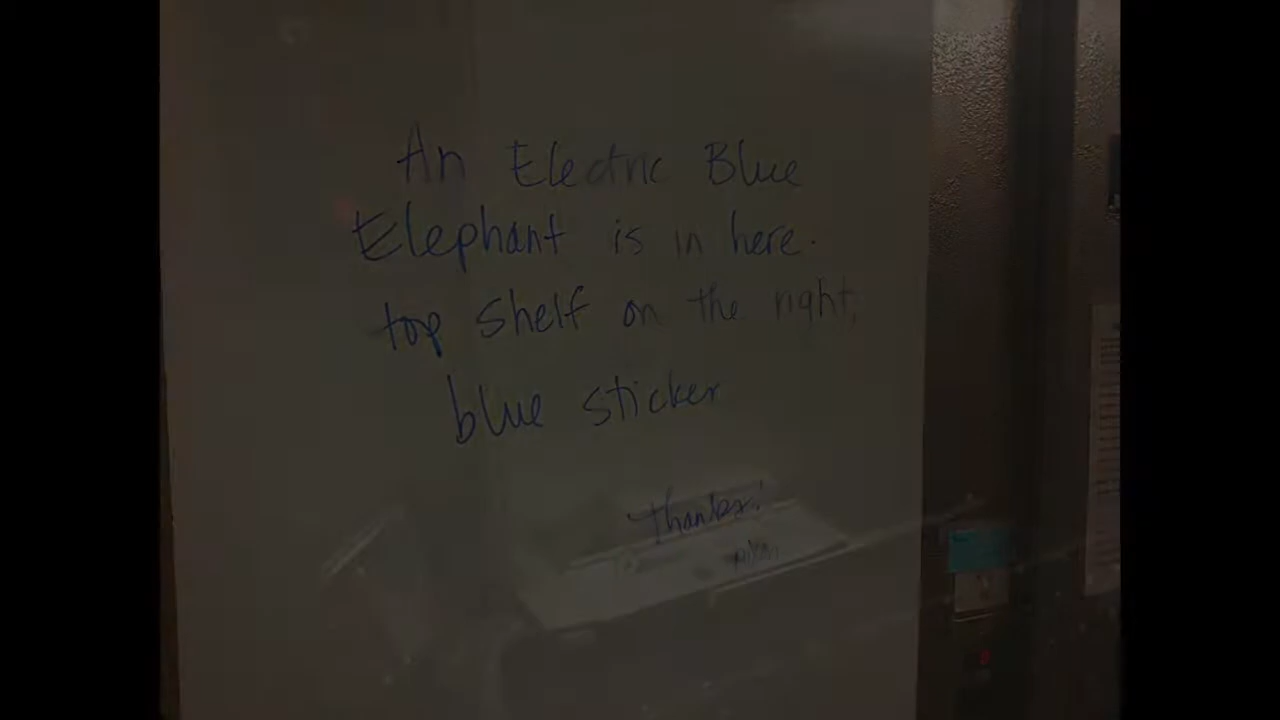 An Electric Blue
Elephant is in here.
top shelf on the right,
blue sticker
Thanks!